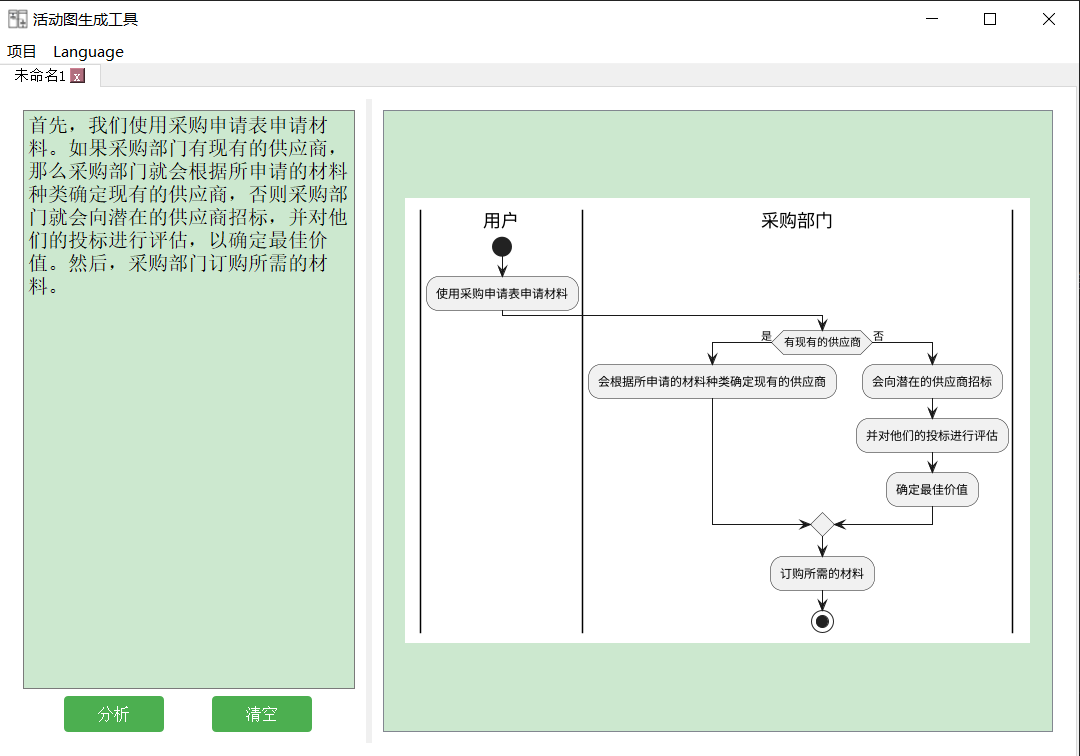 活动图生成工具
项目 Language
未命名1 x
首先，我们使用采购申请表申请材
料。如果采购部门有现有的供应商，
那么采购部门就会根据所申请的材料
种类确定现有的供应商，否则采购部
门就会向潜在的供应商招标，并对他
们的投标进行评估，以确定最佳价
值。然后，采购部门订购所需的材
料。
分析 清空
用户 采购部门
使用采购申请表申请材料
是 有现有的供应商 否
会根据所申请的材料种类确定现有的供应商 会向潜在的供应商招标
并对他们的投标进行评估
确定最佳价值
订购所需的材料